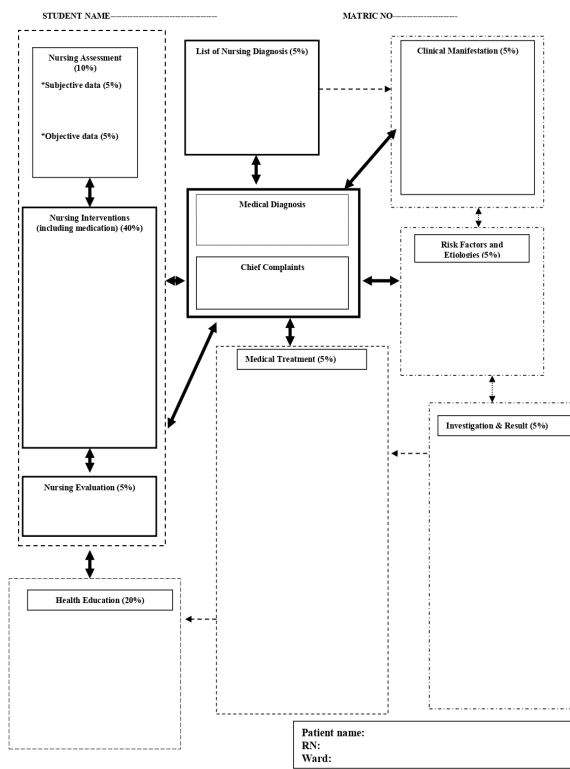 STUDENT NAME--------------------------------------
MATRIC NO-----------------------
Nursing Assessment
(10%)
*Subjective data (5%)
*Objective data (5%)
List of Nursing Diagnosis (5%)
Clinical Manifestation (5%)
Nursing Interventions
(including medication) (40%)
Medical Diagnosis
Chief Complaints
Risk Factors and
Etiologies (5%)
Medical Treatment (5%)
Investigation & Result (5%)
Nursing Evaluation (5%)
Health Education (20%)
Patient name:
RN:
Ward: